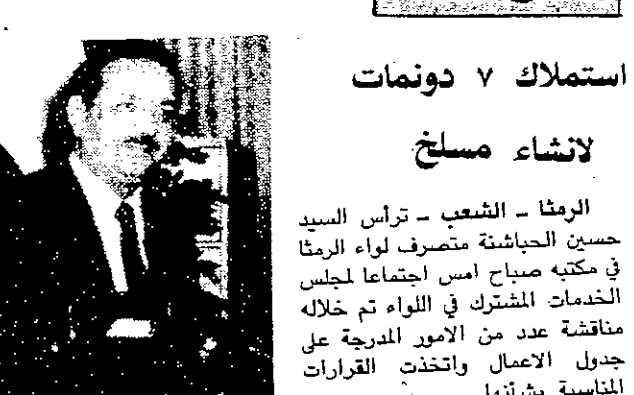 استملاك ٧ دونمات
لانشاء مسلخ
الرمثا ـ الشعب ـ ترأس السيد
حسين الحباشنة متصرف لواء الرمثا
في مكتبه صباح امس اجتماعا لمجلس
الخدمات المشترك في اللواء تم خلاله
مناقشة عدد من الامور المدرجة على
جدول الاعمال واتخذت القرارات
المناسبة بشأنها